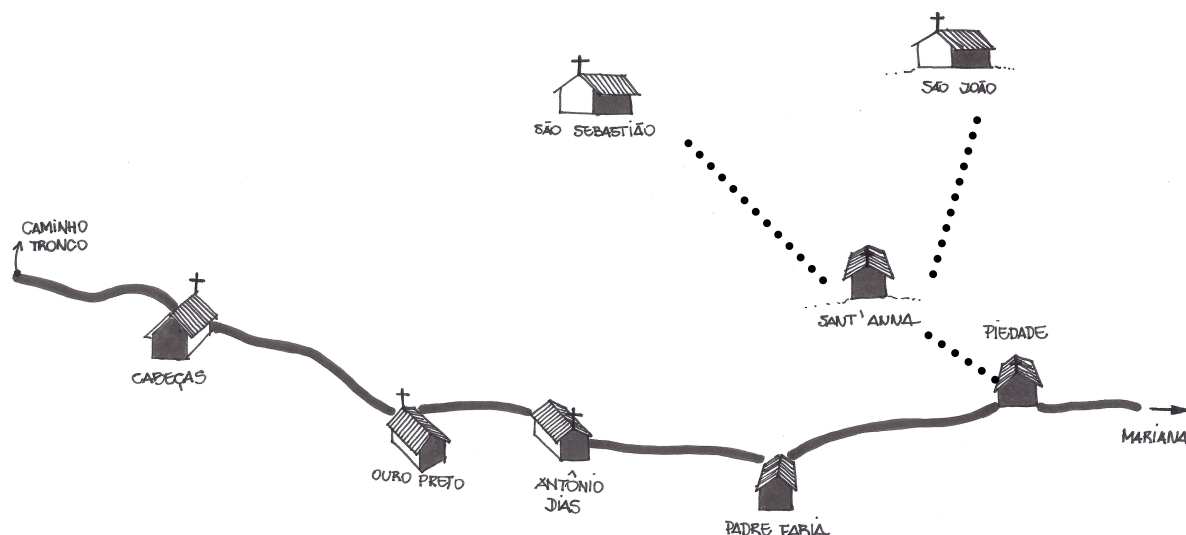 SÃO JOÃO
SÃO SEBASTIÃO
CAMINHO
TRONCO
SANT'ANNA
PIEDADE
CABEÇAS
MARIANA
OURO PRETO
ANTÔNIO
DIAS
PADRE FARIA